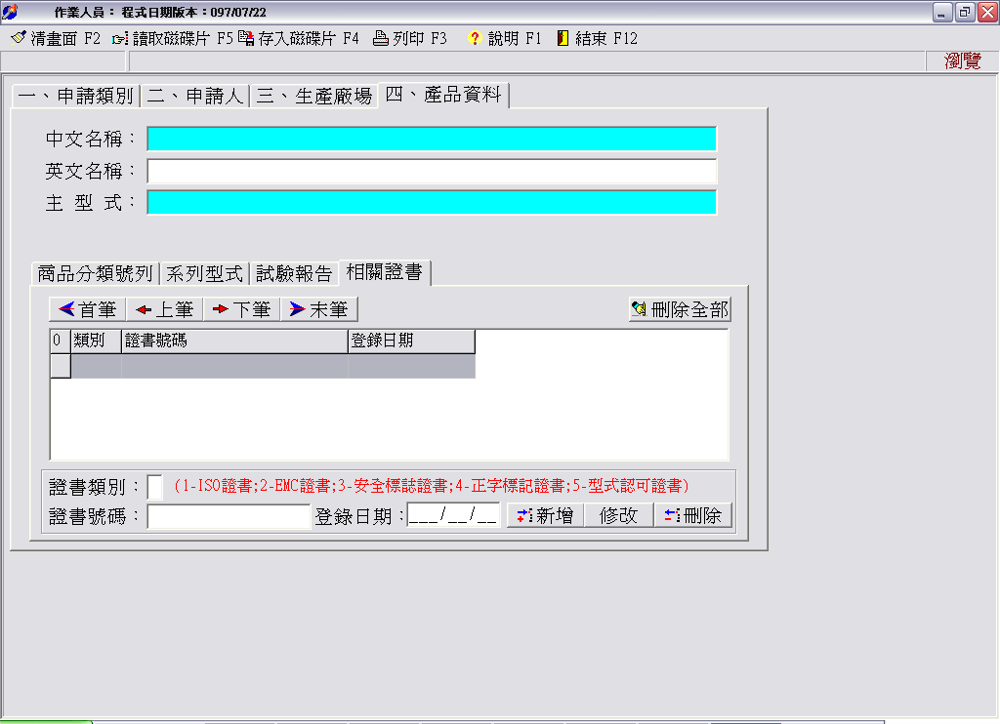 作業人員： 程式日期版本：097/07/22
清畫面 F2 讀取磁碟片 F5 存入磁碟片 F4 列印 F3 ? 說明 F1 結束 F12
瀏覽
一、申請類別 二、申請人 三、生產廠場 四、產品資料
中文名稱：
英文名稱：
主 型 式：
商品分類號列 系列型式 試驗報告 相關證書
首筆 上筆 下筆 末筆 刪除全部
0 類別 證書號碼 登錄日期
證書類別： (1-ISO證書;2-EMC證書;3-安全標誌證書;4-正字標記證書;5-型式認可證書)
證書號碼： 登錄日期：___/__/__ 新增 修改 刪除